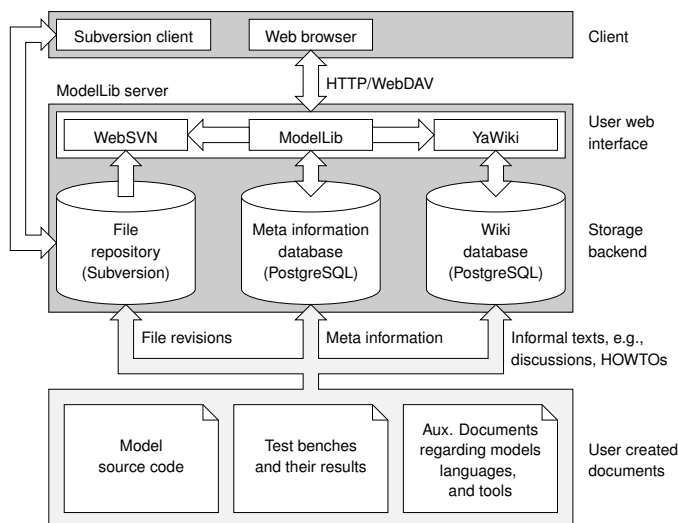 Subversion client
Web browser
Client
HTTP/WebDAV
ModelLib server
WebSVN
ModelLib
YaWiki
User web
interface
File
repository
(Subversion)
Meta information
database
(PostgreSQL)
Wiki
database
(PostgreSQL)
Storage
backend
File revisions
Meta information
Informal texts, e.g.,
discussions, HOWTOs
Model
source code
Test benches
and their results
Aux. Documents
regarding models
languages,
and tools
User created
documents